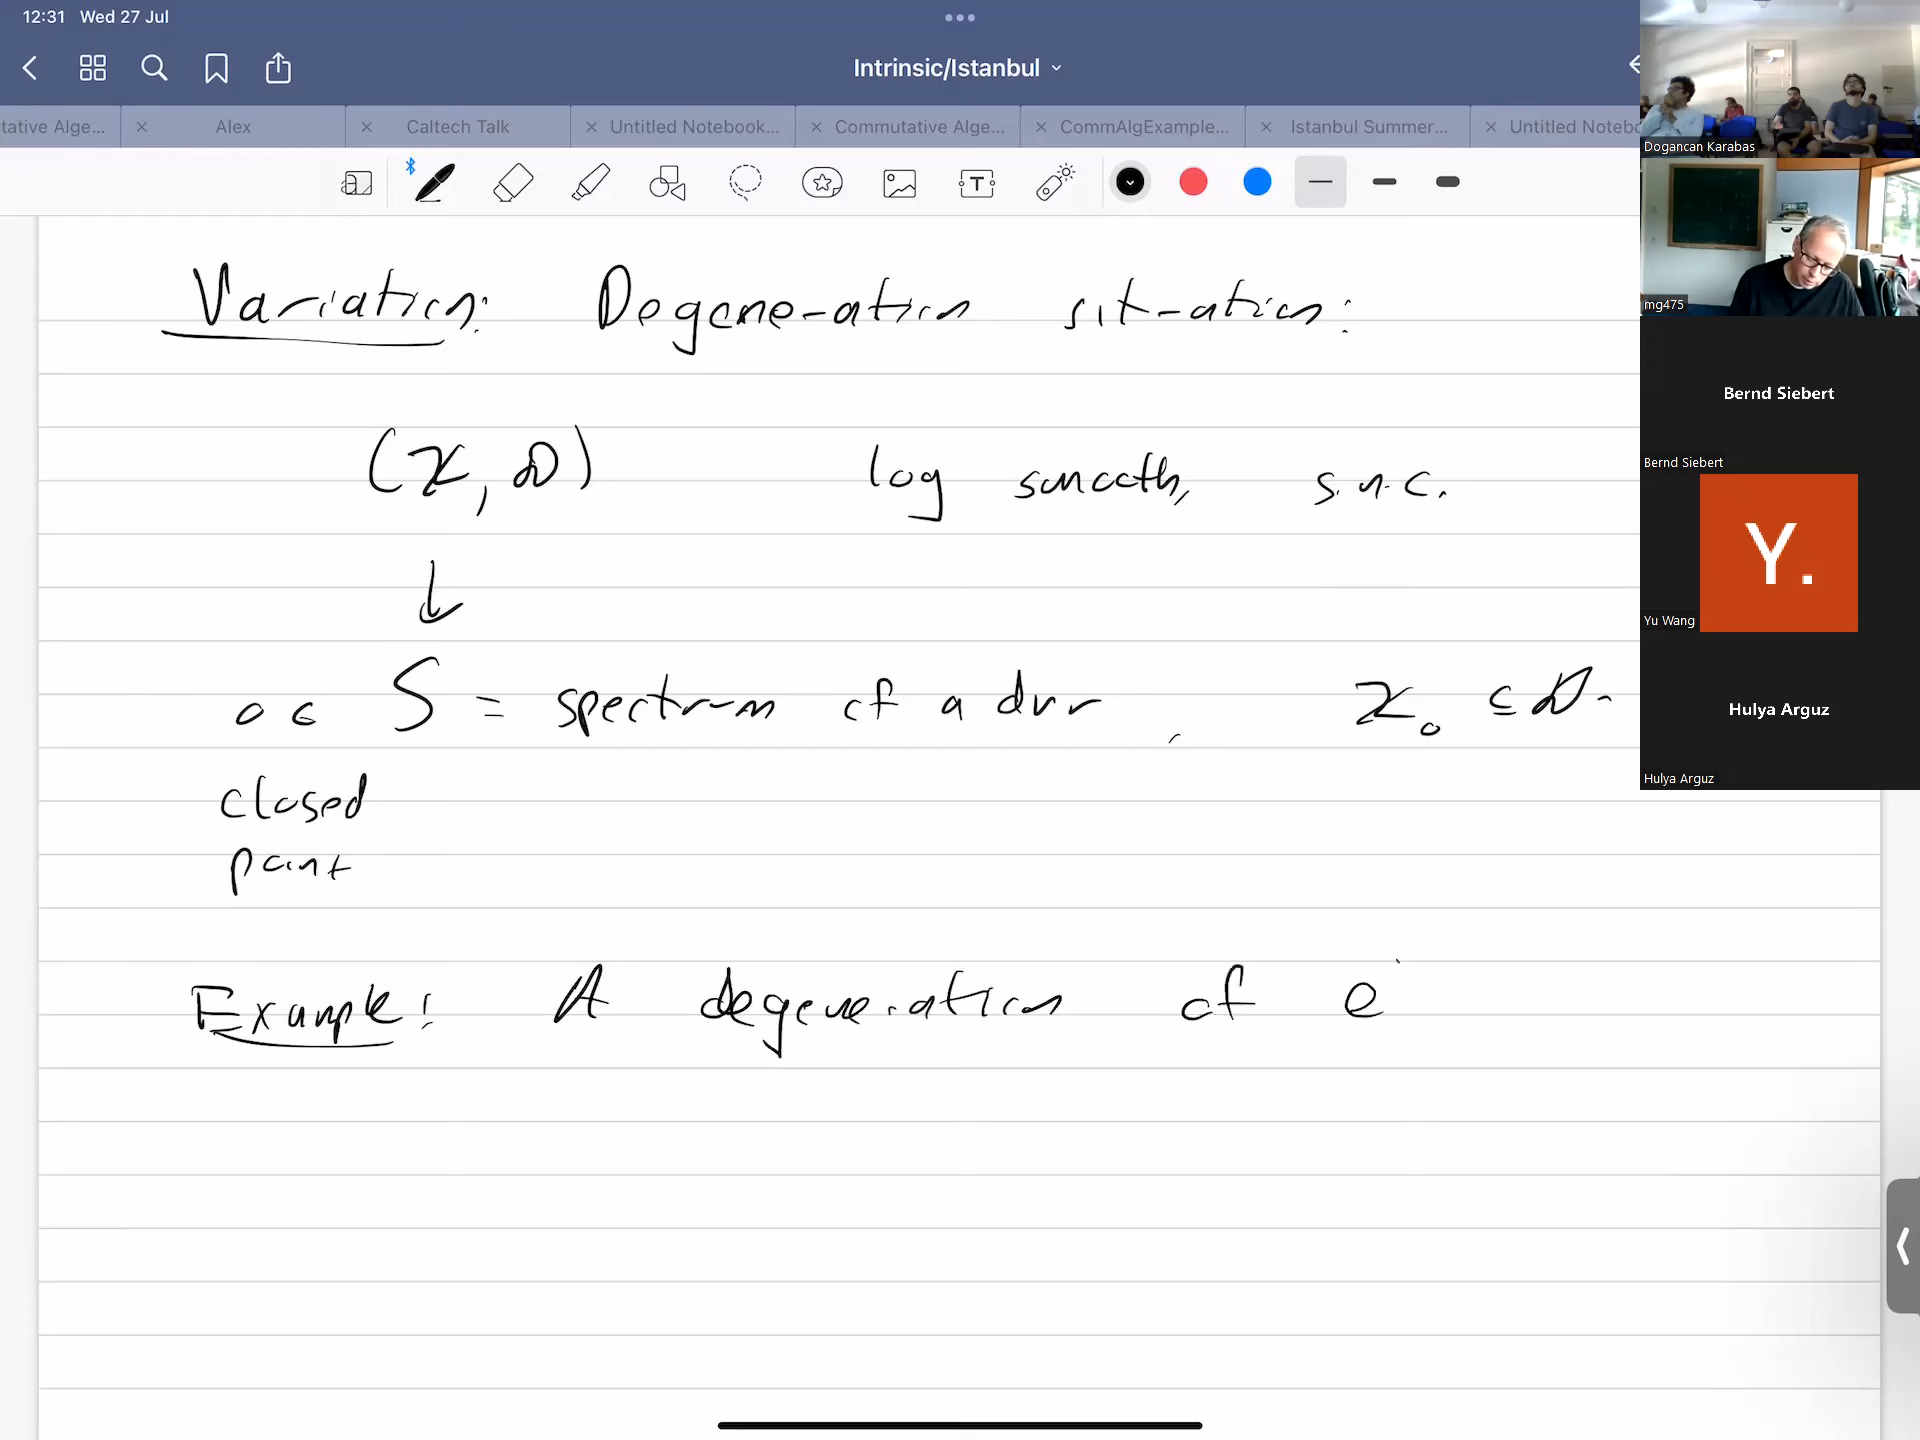 12:31 Wed 27 Jul
Intrinsic/Istanbul
tative Alge... Alex Caltech Talk Untitled Notebook... Commutative Alge... CommAlgExample... Istanbul Summer... Untitled Notebo
Variation: Degeneration situation:
(X, D) log smooth, s.n.c.
↓
0 ∈ S = spectrum of a dvr, X₀ ⊆ D.
closed
point
Example: A degeneration of e
Dogancan Karabas
mg475
Bernd Siebert
Bernd Siebert
Y.
Yu Wang
Hulya Arguz
Hulya Arguz